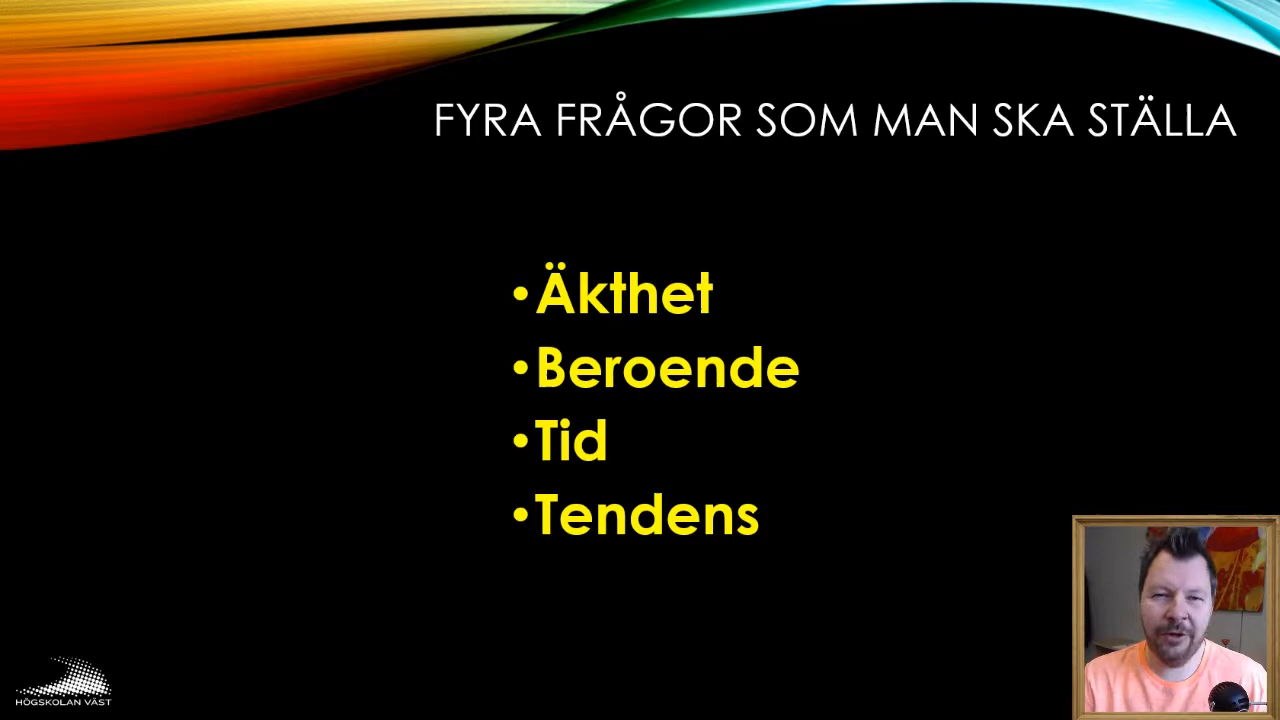 FYRA FRÅGOR SOM MAN SKA STÄLLA
•Äkthet
•Beroende
•Tid
•Tendens
HÖGSKOLAN VÄST